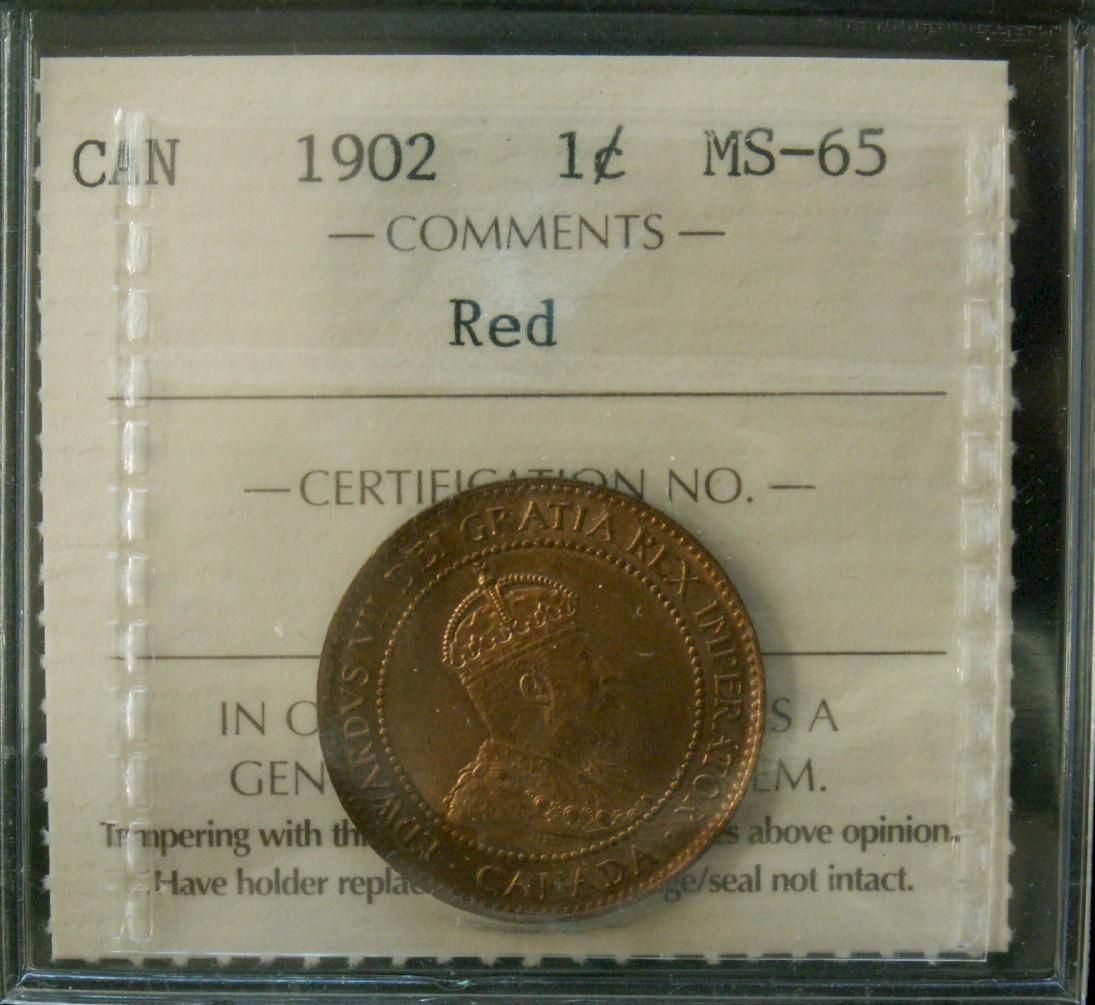 CAN 1902 1¢ MS-65
— COMMENTS —
Red
— CERTIFICATION NO. —
IN O S A
GEN EM.
Tampering with th s above opinion.
Have holder replac ge/seal not intact.
EDWARDVS VII DEI GRATIA REX IMPERATOR
CANADA